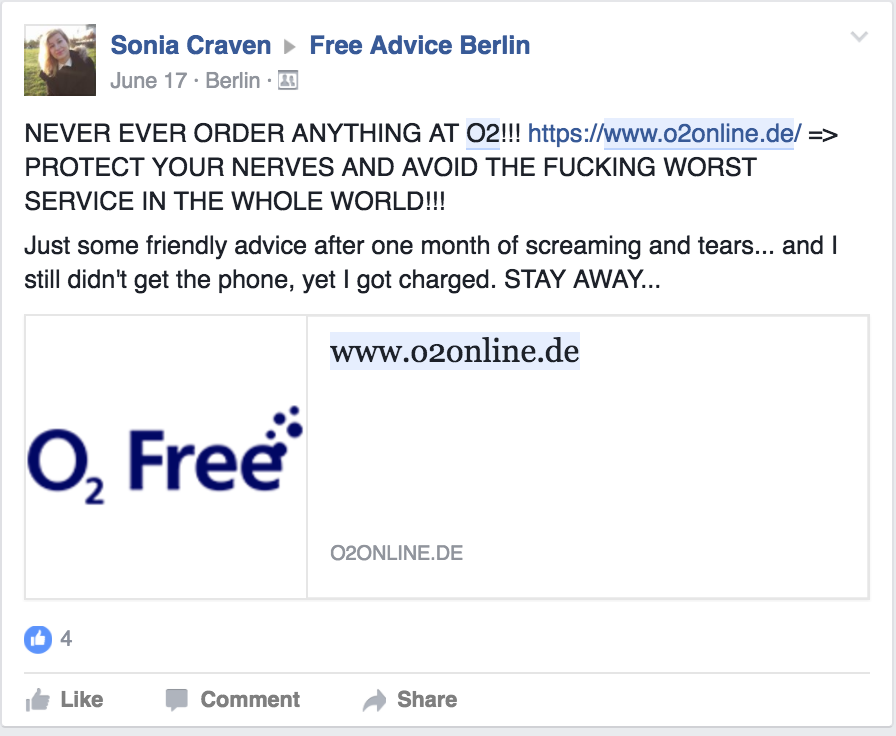 Sonia Craven ▶ Free Advice Berlin
June 17 · Berlin ·
NEVER EVER ORDER ANYTHING AT O2!!! https://www.o2online.de/ =>
PROTECT YOUR NERVES AND AVOID THE FUCKING WORST
SERVICE IN THE WHOLE WORLD!!!
Just some friendly advice after one month of screaming and tears... and I
still didn't get the phone, yet I got charged. STAY AWAY...
www.o2online.de
O2 Free
O2ONLINE.DE
4
Like Comment Share